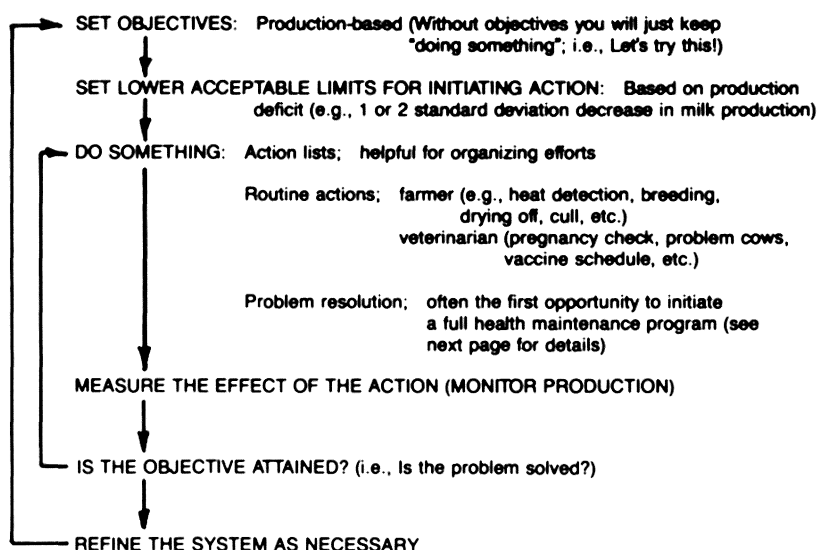 SET OBJECTIVES: Production-based (Without objectives you will just keep
"doing something"; i.e., Let's try this!)
SET LOWER ACCEPTABLE LIMITS FOR INITIATING ACTION: Based on production
deficit (e.g., 1 or 2 standard deviation decrease in milk production)
DO SOMETHING: Action lists; helpful for organizing efforts
Routine actions; farmer (e.g., heat detection, breeding,
drying off, cull, etc.)
veterinarian (pregnancy check, problem cows,
vaccine schedule, etc.)
Problem resolution; often the first opportunity to initiate
a full health maintenance program (see
next page for details)
MEASURE THE EFFECT OF THE ACTION (MONITOR PRODUCTION)
IS THE OBJECTIVE ATTAINED? (i.e., Is the problem solved?)
REFINE THE SYSTEM AS NECESSARY